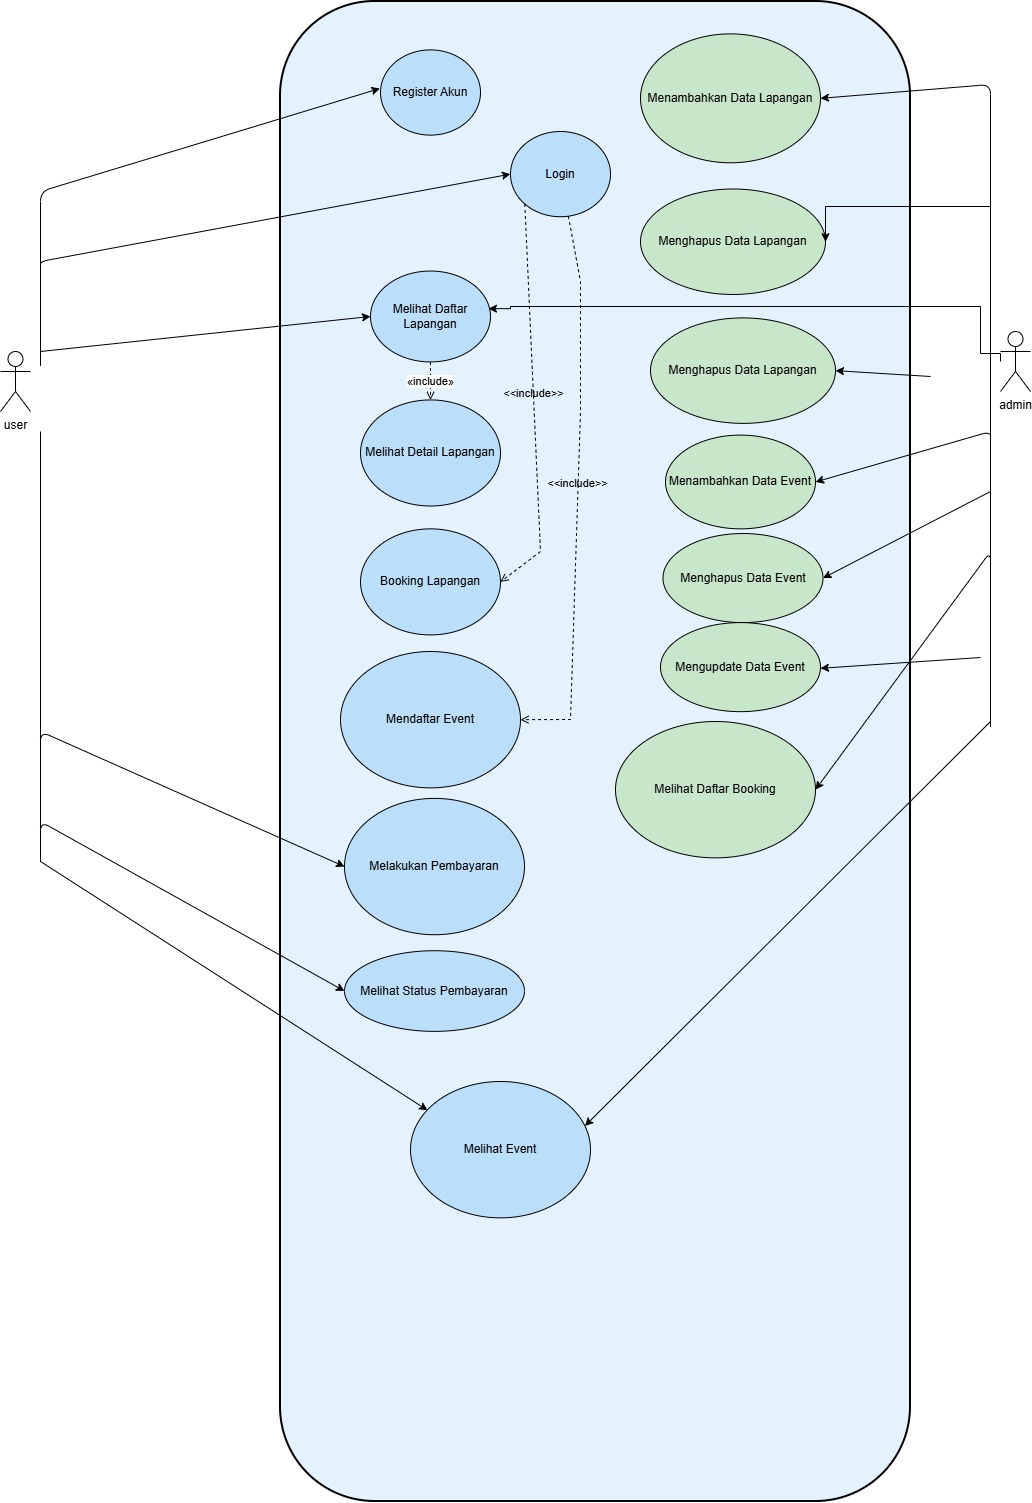 Register Akun
Menambahkan Data Lapangan
Login
Menghapus Data Lapangan
Melihat Daftar
Lapangan
Menghapus Data Lapangan
«include»
<<include>>
user
admin
Melihat Detail Lapangan
Menambahkan Data Event
<<include>>
Booking Lapangan
Menghapus Data Event
Mengupdate Data Event
Mendaftar Event
Melihat Daftar Booking
Melakukan Pembayaran
Melihat Status Pembayaran
Melihat Event